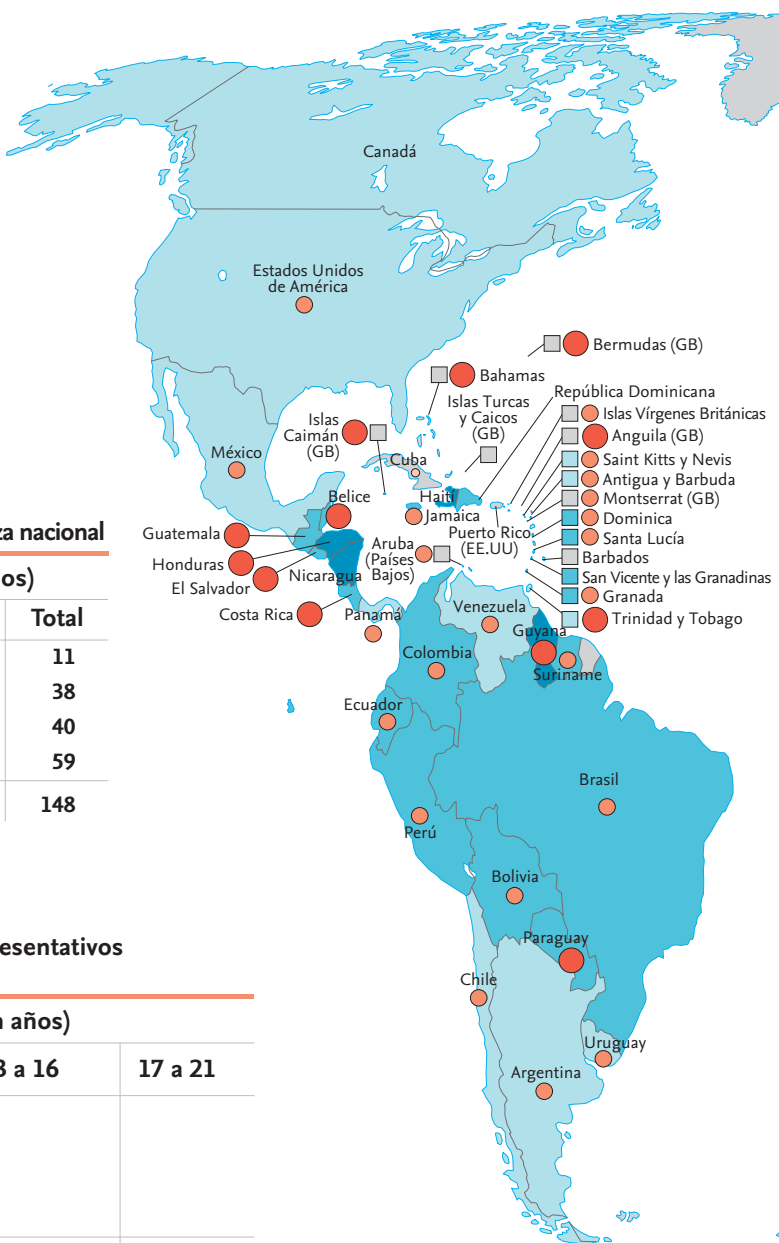 Canadá
Estados Unidos
de América
Bermudas (GB)
Bahamas
República Dominicana
Islas Turcas
y Caicos
(GB)
Islas Vírgenes Británicas
Islas
Caimán
(GB)
Anguila (GB)
México
Cuba
Saint Kitts y Nevis
Antigua y Barbuda
Belice
Haití
Montserrat (GB)
Jamaica
Dominica
Guatemala
Puerto Rico
(EE.UU)
Santa Lucía
Aruba
(Países
Bajos)
Barbados
Honduras
El Salvador
Nicaragua
San Vicente y las Granadinas
Granada
Costa Rica
Panamá
Venezuela
Trinidad y Tobago
Guyana
Colombia
Suriname
Ecuador
Brasil
Perú
Bolivia
Paraguay
Chile
Uruguay
Argentina
za nacional
os)
Total
11
38
40
59
148
esentativos
n años)
3 a 16
17 a 21